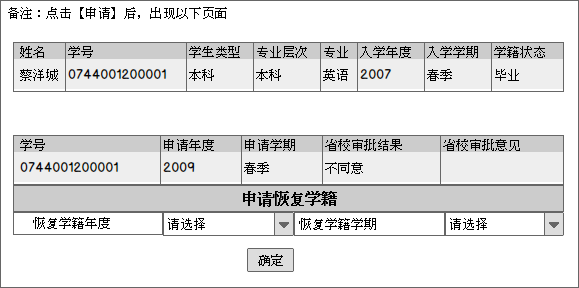 备注：点击【申请】后，出现以下页面
姓名 学号 学生类型 专业层次 专业 入学年度 入学学期 学籍状态
蔡洋城 0744001200001 本科 本科 英语 2007 春季 毕业
学号 申请年度 申请学期 省校审批结果 省校审批意见
0744001200001 2009 春季 不同意
申请恢复学籍
恢复学籍年度 请选择 恢复学籍学期 请选择
确定